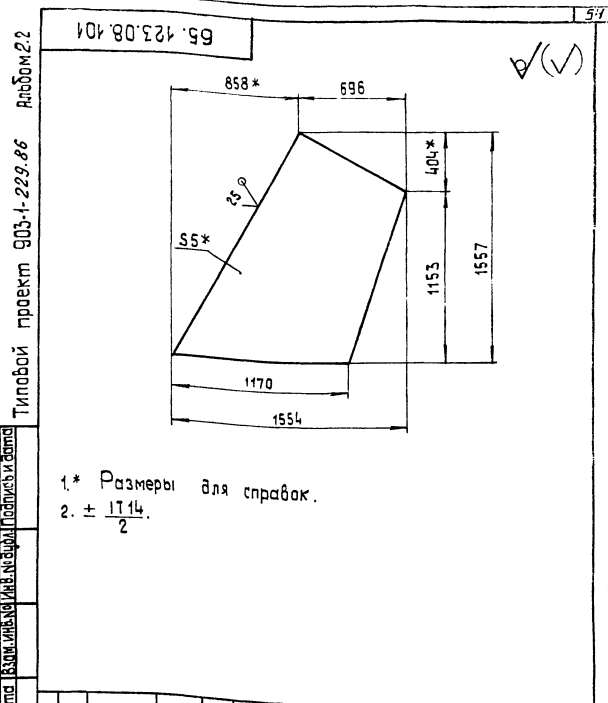 65.123.08.101
Альбом 2.2
Типовой проект 903-1-229.86
858*
696
404*
25
S5*
1153
1557
1170
1554
1.* Размеры для справок.
2. ± IT14
2.
Подпись и дата
Инв.№ дубл.
Взам.инв.№